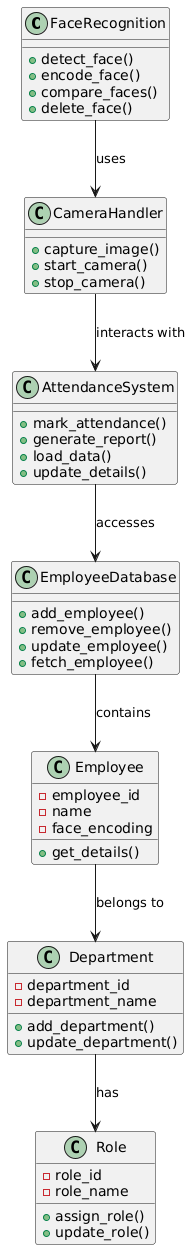 C FaceRecognition
detect_face()
encode_face()
compare_faces()
delete_face()
uses
C CameraHandler
capture_image()
start_camera()
stop_camera()
interacts with
C AttendanceSystem
mark_attendance()
generate_report()
load_data()
update_details()
accesses
C EmployeeDatabase
add_employee()
remove_employee()
update_employee()
fetch_employee()
contains
C Employee
employee_id
name
face_encoding
get_details()
belongs to
C Department
department_id
department_name
add_department()
update_department()
has
C Role
role_id
role_name
assign_role()
update_role()